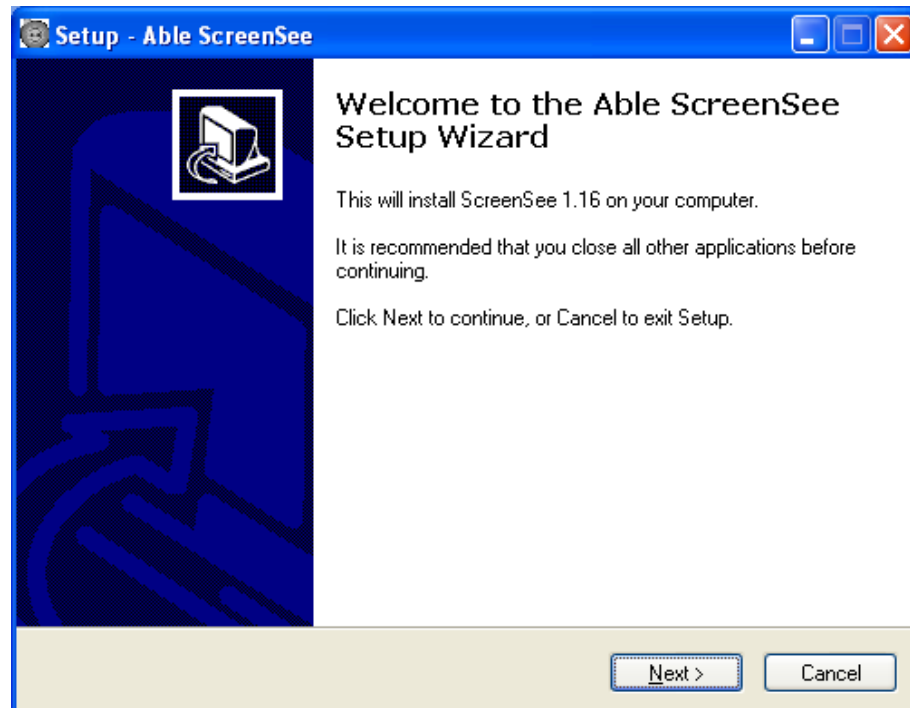 Setup - Able ScreenSee
Welcome to the Able ScreenSee
Setup Wizard
This will install ScreenSee 1.16 on your computer.
It is recommended that you close all other applications before
continuing.
Click Next to continue, or Cancel to exit Setup.
Next >
Cancel